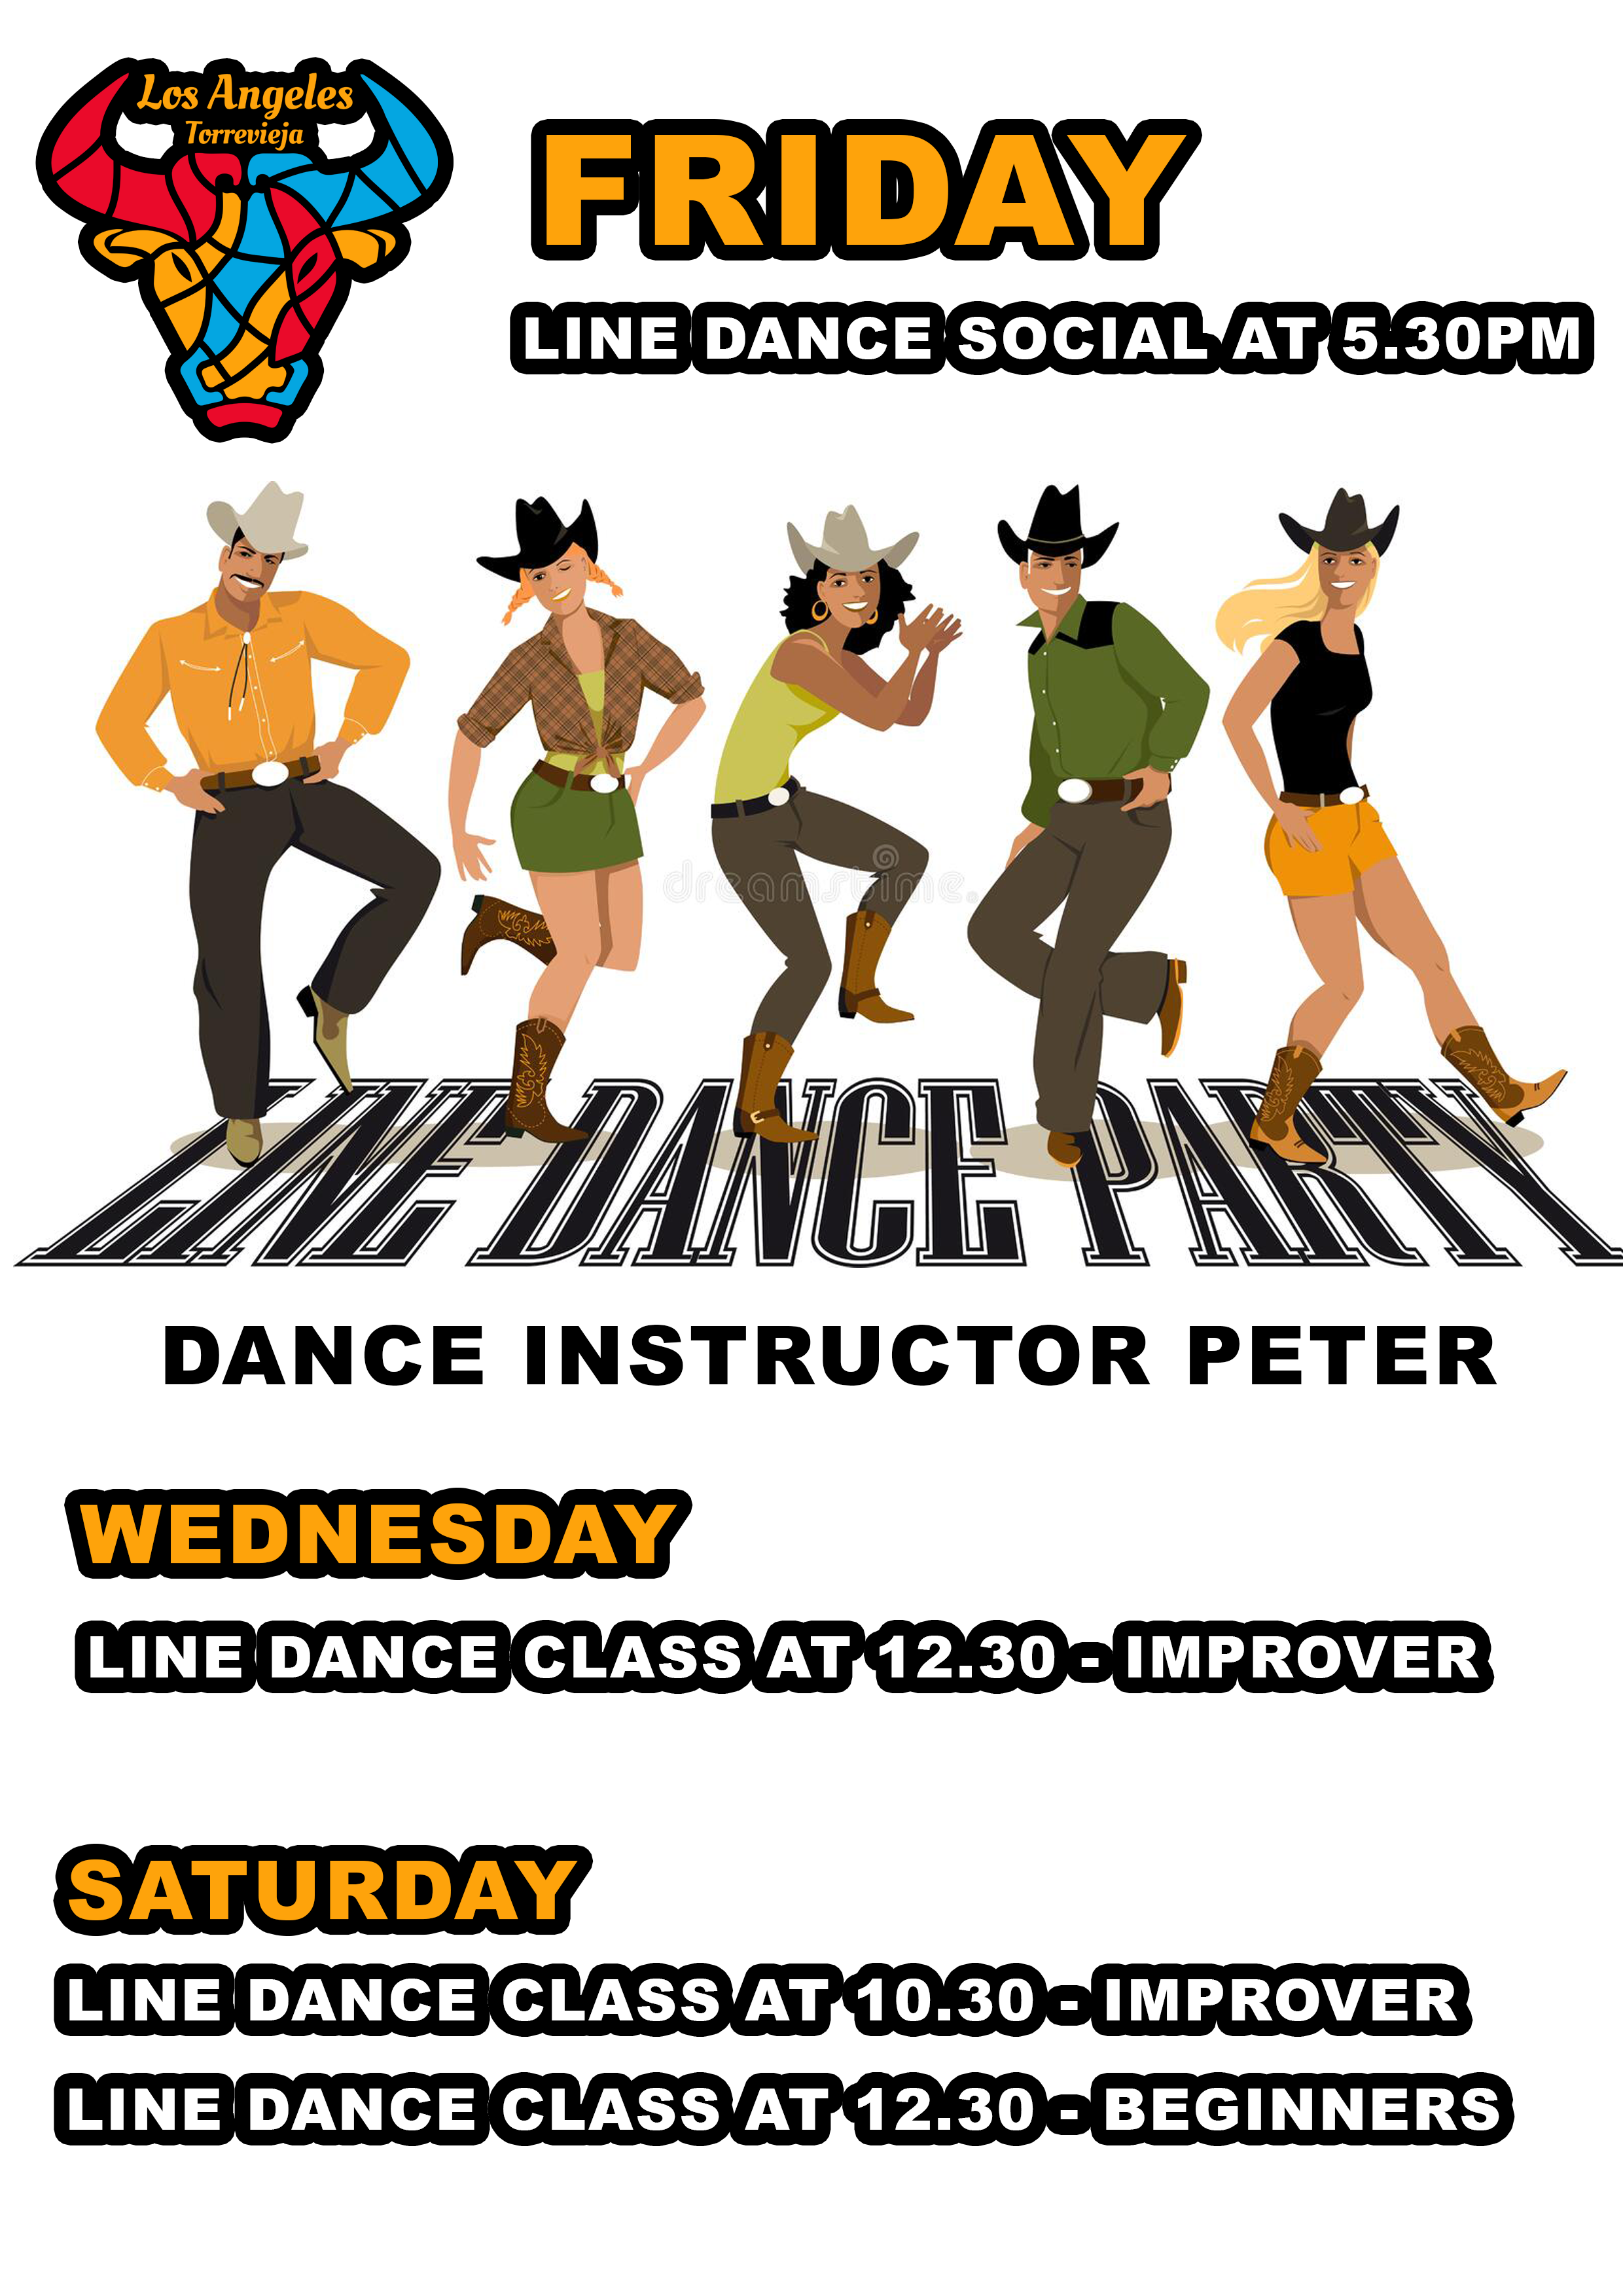 Los Angeles
Torrevieja
FRIDAY
LINE DANCE SOCIAL AT 5.30PM
dreamstime.
LINE DANCE PARTY
DANCE INSTRUCTOR PETER
WEDNESDAY
LINE DANCE CLASS AT 12.30 - IMPROVER
SATURDAY
LINE DANCE CLASS AT 10.30 - IMPROVER
LINE DANCE CLASS AT 12.30 - BEGINNERS